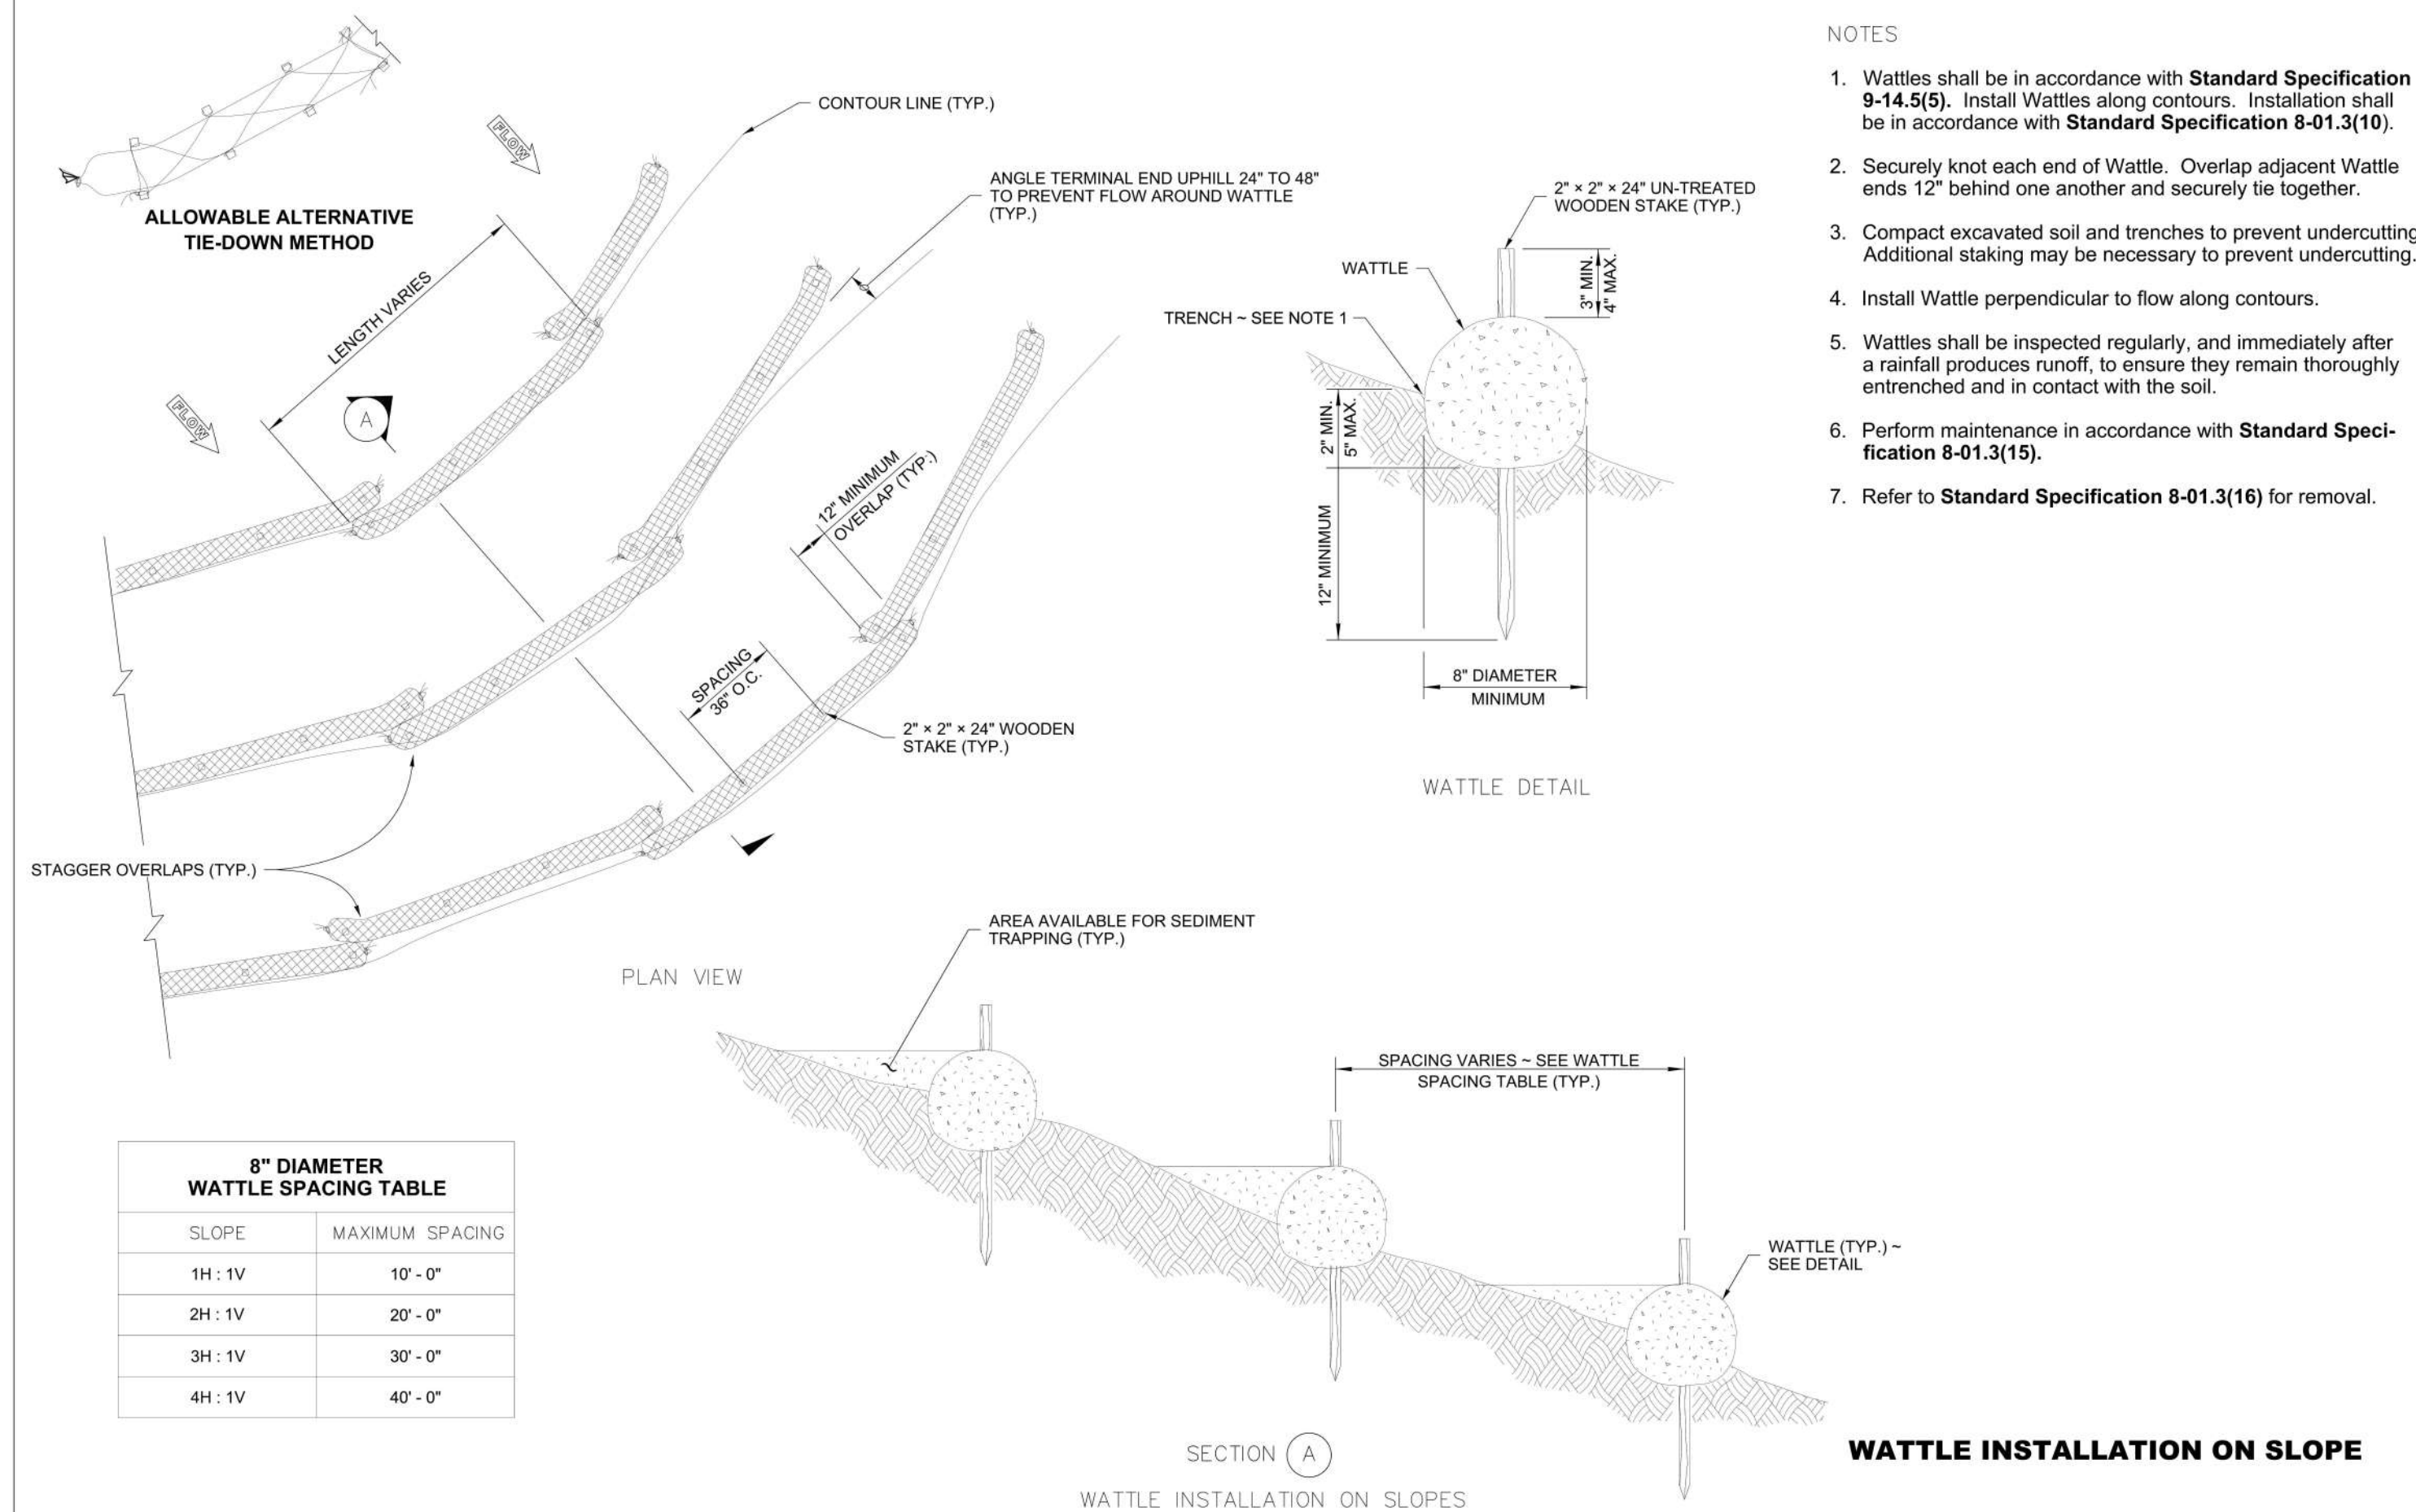 ALLOWABLE ALTERNATIVE
TIE-DOWN METHOD
FLOW
CONTOUR LINE (TYP.)
ANGLE TERMINAL END UPHILL 24" TO 48"
TO PREVENT FLOW AROUND WATTLE
(TYP.)
LENGTH VARIES
FLOW
A
12" MINIMUM
OVERLAP (TYP.)
SPACING
36" O.C.
2" × 2" × 24" WOODEN
STAKE (TYP.)
STAGGER OVERLAPS (TYP.)
PLAN VIEW
2" × 2" × 24" UN-TREATED
WOODEN STAKE (TYP.)
WATTLE
3" MIN.
4" MAX.
TRENCH ~ SEE NOTE 1
2" MIN.
5" MAX.
12" MINIMUM
8" DIAMETER
MINIMUM
WATTLE DETAIL
NOTES
1. Wattles shall be in accordance with Standard Specification
9-14.5(5). Install Wattles along contours. Installation shall
be in accordance with Standard Specification 8-01.3(10).
2. Securely knot each end of Wattle. Overlap adjacent Wattle
ends 12" behind one another and securely tie together.
3. Compact excavated soil and trenches to prevent undercutting
Additional staking may be necessary to prevent undercutting.
4. Install Wattle perpendicular to flow along contours.
5. Wattles shall be inspected regularly, and immediately after
a rainfall produces runoff, to ensure they remain thoroughly
entrenched and in contact with the soil.
6. Perform maintenance in accordance with Standard Speci-
fication 8-01.3(15).
7. Refer to Standard Specification 8-01.3(16) for removal.
AREA AVAILABLE FOR SEDIMENT
TRAPPING (TYP.)
SPACING VARIES ~ SEE WATTLE
SPACING TABLE (TYP.)
WATTLE (TYP.) ~
SEE DETAIL
8" DIAMETER
WATTLE SPACING TABLE
SLOPE MAXIMUM SPACING
1H : 1V 10' - 0"
2H : 1V 20' - 0"
3H : 1V 30' - 0"
4H : 1V 40' - 0"
SECTION A
WATTLE INSTALLATION ON SLOPES
WATTLE INSTALLATION ON SLOPE